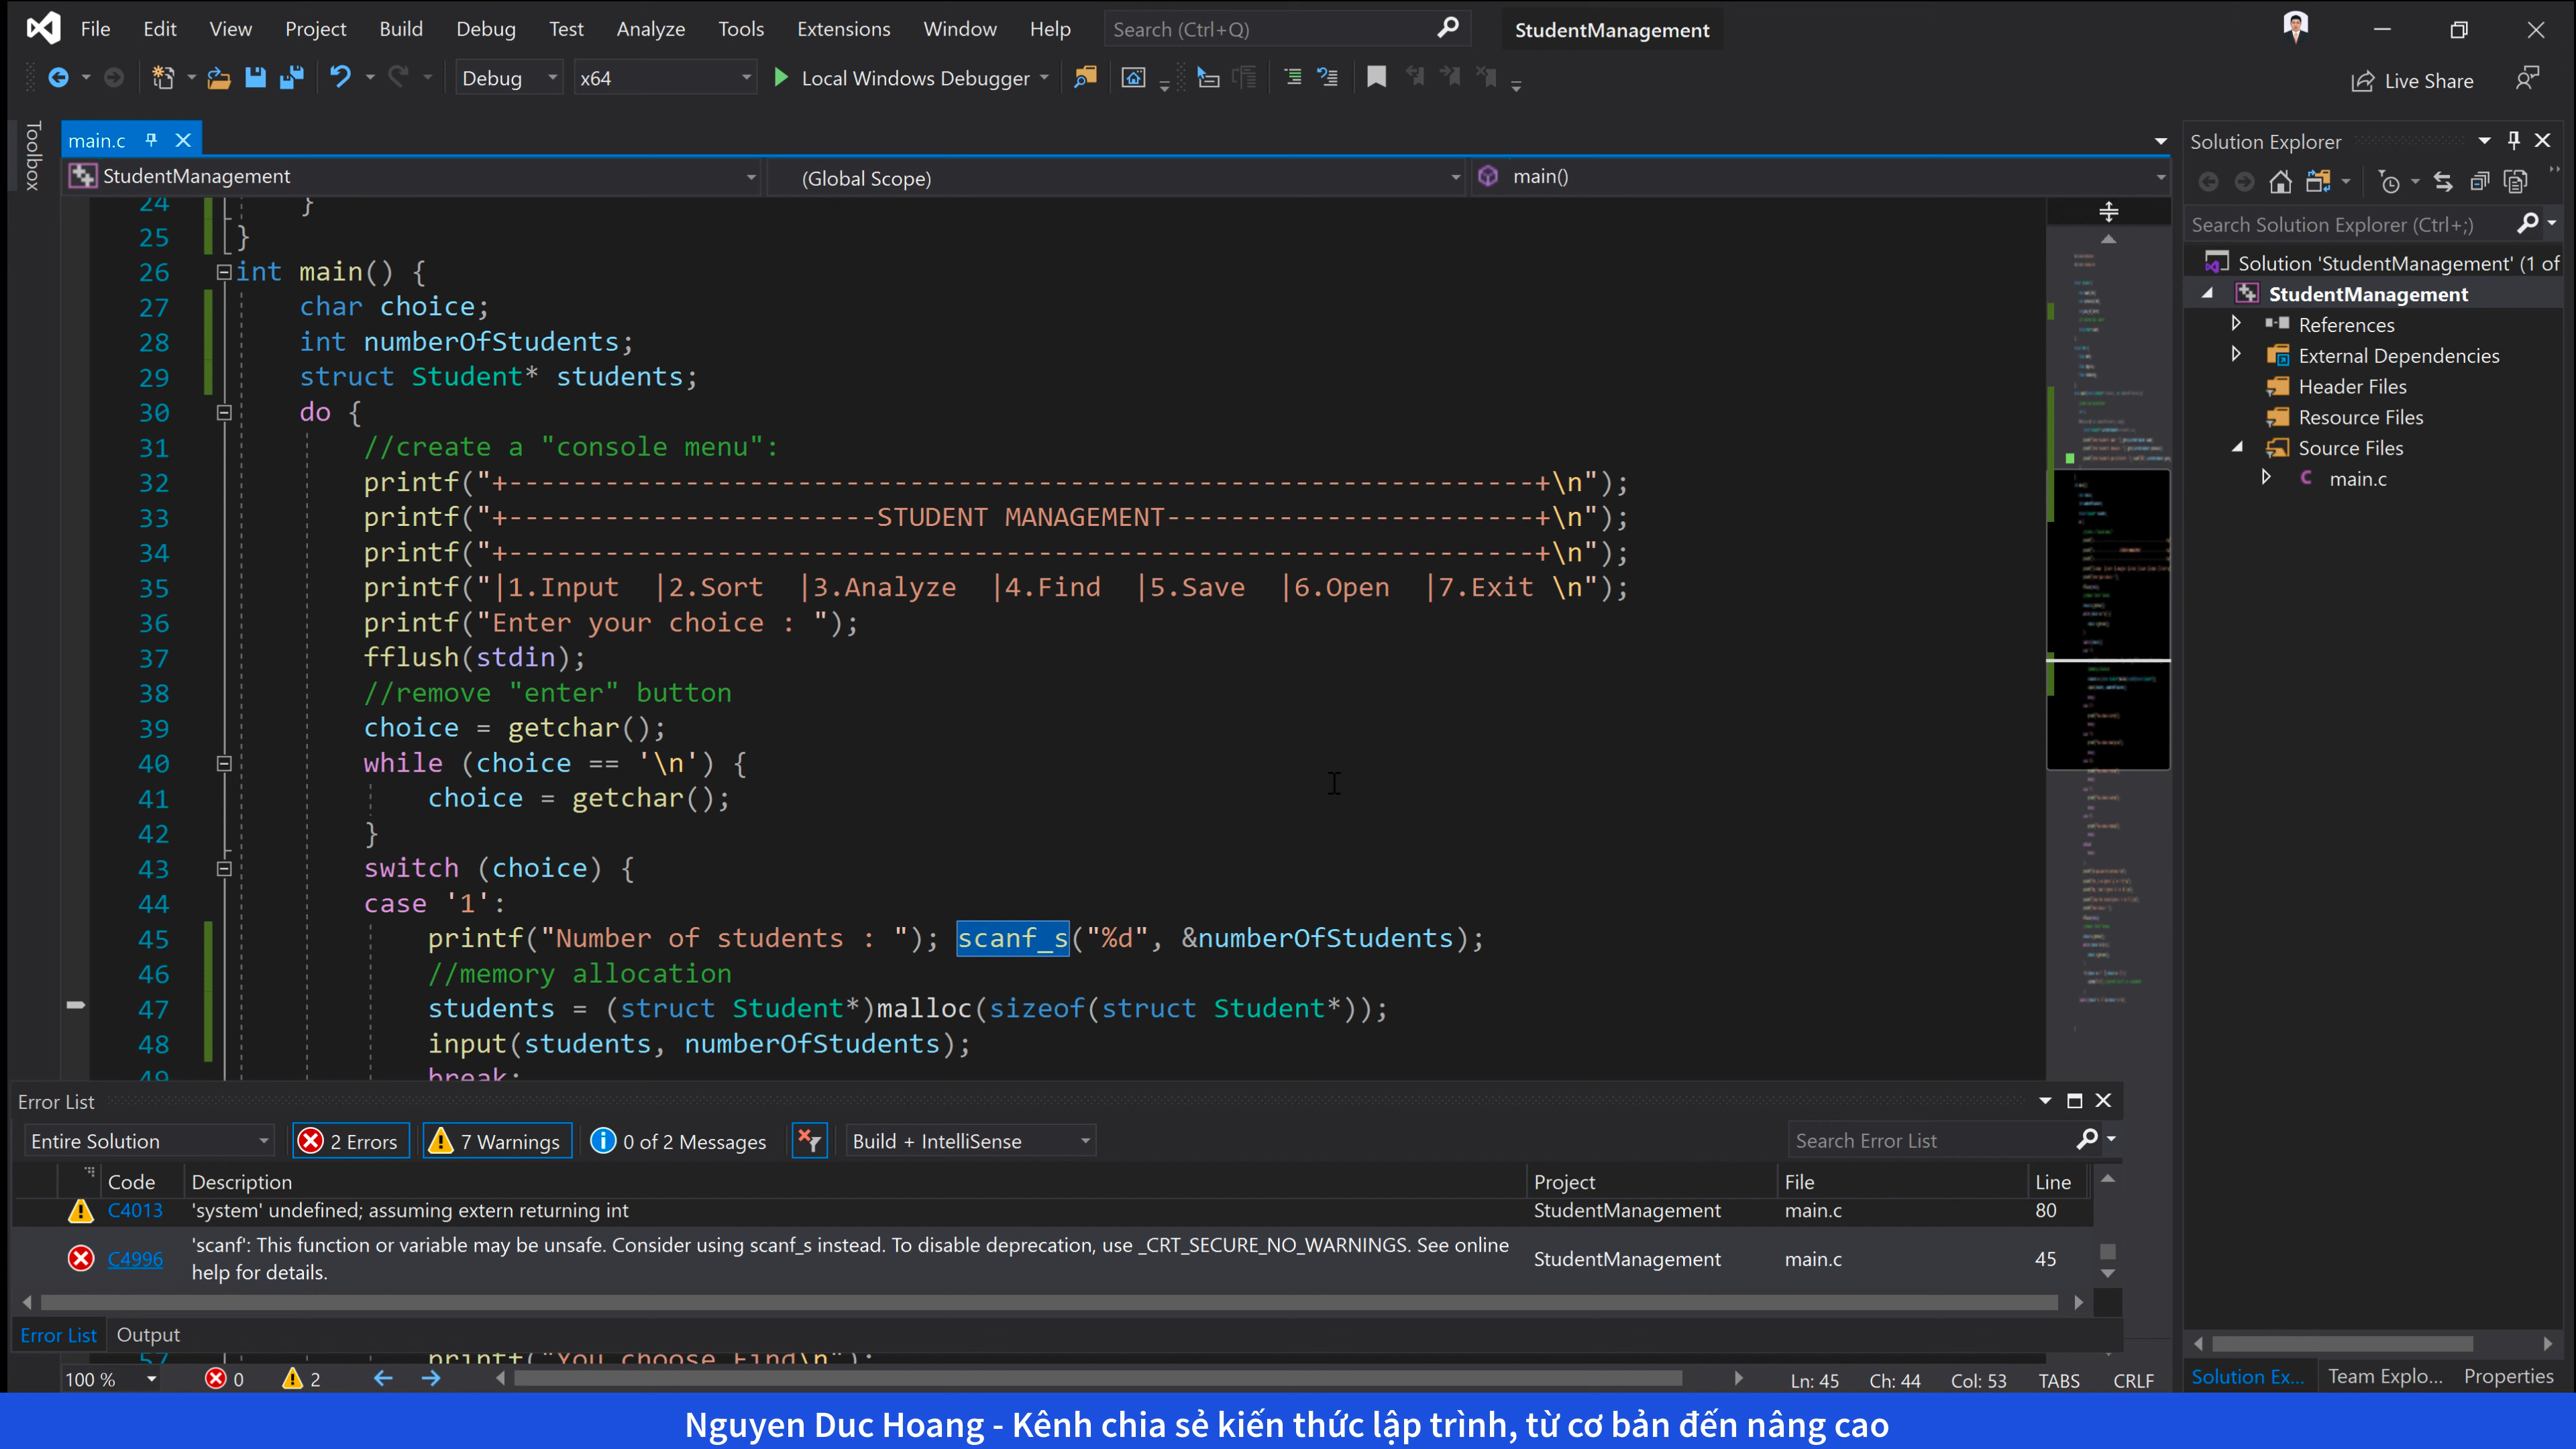 File Edit View Project Build Debug Test Analyze Tools Extensions Window Help Search (Ctrl+Q) StudentManagement
Debug x64 Local Windows Debugger Live Share
Toolbox
main.c
StudentManagement (Global Scope) main()
24 }
25 }
26 int main() {
27 char choice;
28 int numberOfStudents;
29 struct Student* students;
30 do {
31 //create a "console menu":
32 printf("+----------------------------------------------------------------+\n");
33 printf("+-----------------------STUDENT MANAGEMENT-----------------------+\n");
34 printf("+----------------------------------------------------------------+\n");
35 printf("|1.Input  |2.Sort  |3.Analyze  |4.Find  |5.Save  |6.Open  |7.Exit \n");
36 printf("Enter your choice : ");
37 fflush(stdin);
38 //remove "enter" button
39 choice = getchar();
40 while (choice == '\n') {
41 choice = getchar();
42 }
43 switch (choice) {
44 case '1':
45 printf("Number of students : "); scanf_s("%d", &numberOfStudents);
46 //memory allocation
47 students = (struct Student*)malloc(sizeof(struct Student*));
48 input(students, numberOfStudents);
49 break;
Error List
Entire Solution 2 Errors 7 Warnings 0 of 2 Messages Build + IntelliSense Search Error List
Code Description Project File Line
C4013 'system' undefined; assuming extern returning int StudentManagement main.c 80
C4996 'scanf': This function or variable may be unsafe. Consider using scanf_s instead. To disable deprecation, use _CRT_SECURE_NO_WARNINGS. See online
help for details. StudentManagement main.c 45
Error List Output
57 printf("You choose Find\n");
100 % 0 2 Ln: 45 Ch: 44 Col: 53 TABS CRLF
Solution Explorer
Search Solution Explorer (Ctrl+;)
Solution 'StudentManagement' (1 of
StudentManagement
References
External Dependencies
Header Files
Resource Files
Source Files
main.c
Solution Ex... Team Explo... Properties
Nguyen Duc Hoang - Kênh chia sẻ kiến thức lập trình, từ cơ bản đến nâng cao